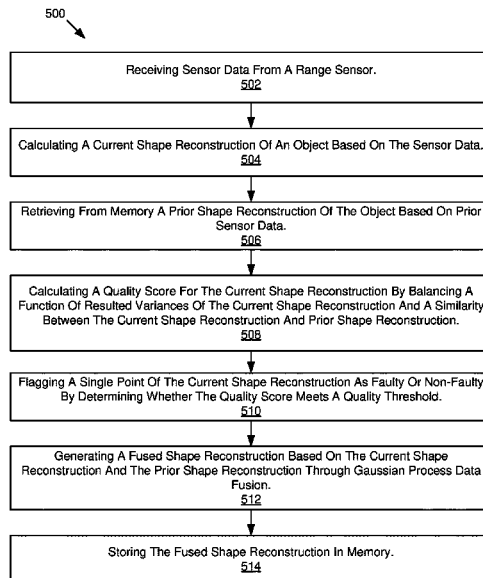 500
Receiving Sensor Data From A Range Sensor.
502
Calculating A Current Shape Reconstruction Of An Object Based On The Sensor Data.
504
Retrieving From Memory A Prior Shape Reconstruction Of The Object Based On Prior
Sensor Data.
506
Calculating A Quality Score For The Current Shape Reconstruction By Balancing A
Function Of Resulted Variances Of The Current Shape Reconstruction And A Similarity
Between The Current Shape Reconstruction And Prior Shape Reconstruction.
508
Flagging A Single Point Of The Current Shape Reconstruction As Faulty Or Non-Faulty
By Determining Whether The Quality Score Meets A Quality Threshold.
510
Generating A Fused Shape Reconstruction Based On The Current Shape
Reconstruction And The Prior Shape Reconstruction Through Gaussian Process Data
Fusion.
512
Storing The Fused Shape Reconstruction In Memory.
514